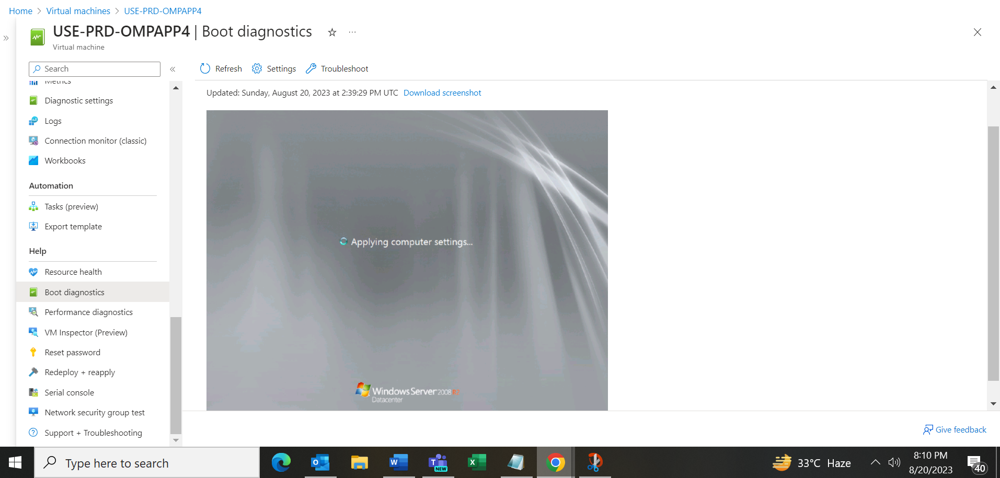 Home > Virtual machines > USE-PRD-OMPAPP4
USE-PRD-OMPAPP4 | Boot diagnostics
Virtual machine
Search
Refresh
Settings
Troubleshoot
Metrics
Diagnostic settings
Logs
Connection monitor (classic)
Workbooks
Automation
Tasks (preview)
Export template
Help
Resource health
Boot diagnostics
Performance diagnostics
VM Inspector (Preview)
Reset password
Redeploy + reapply
Serial console
Network security group test
Support + Troubleshooting
Updated: Sunday, August 20, 2023 at 2:39:29 PM UTC Download screenshot
Applying computer settings...
Windows Server 2008 R2
Datacenter
Give feedback
Type here to search
NEW
33°C Haze
8:10 PM
8/20/2023
40